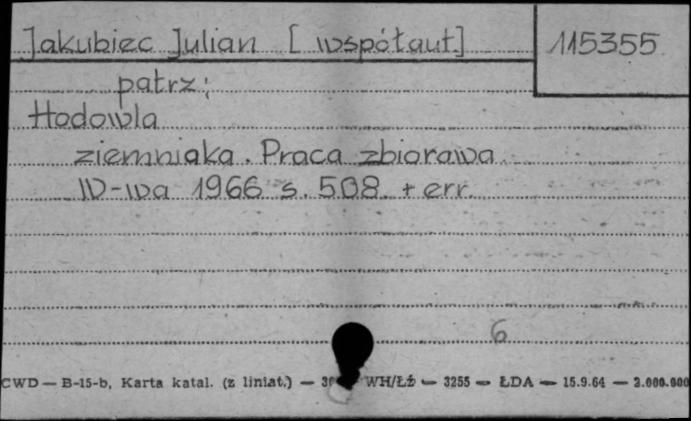 Jakubiec Julian [współaut.] 115355
patrz:
Hodowla
ziemniaka. Praca zbiorowa
W-wa 1966 s. 508 + err.
6
CWD — B-15-b, Karta katal. (z liniat.) — WH/Łż — 3255 — ŁDA — 15.9.64 — 2.000.000